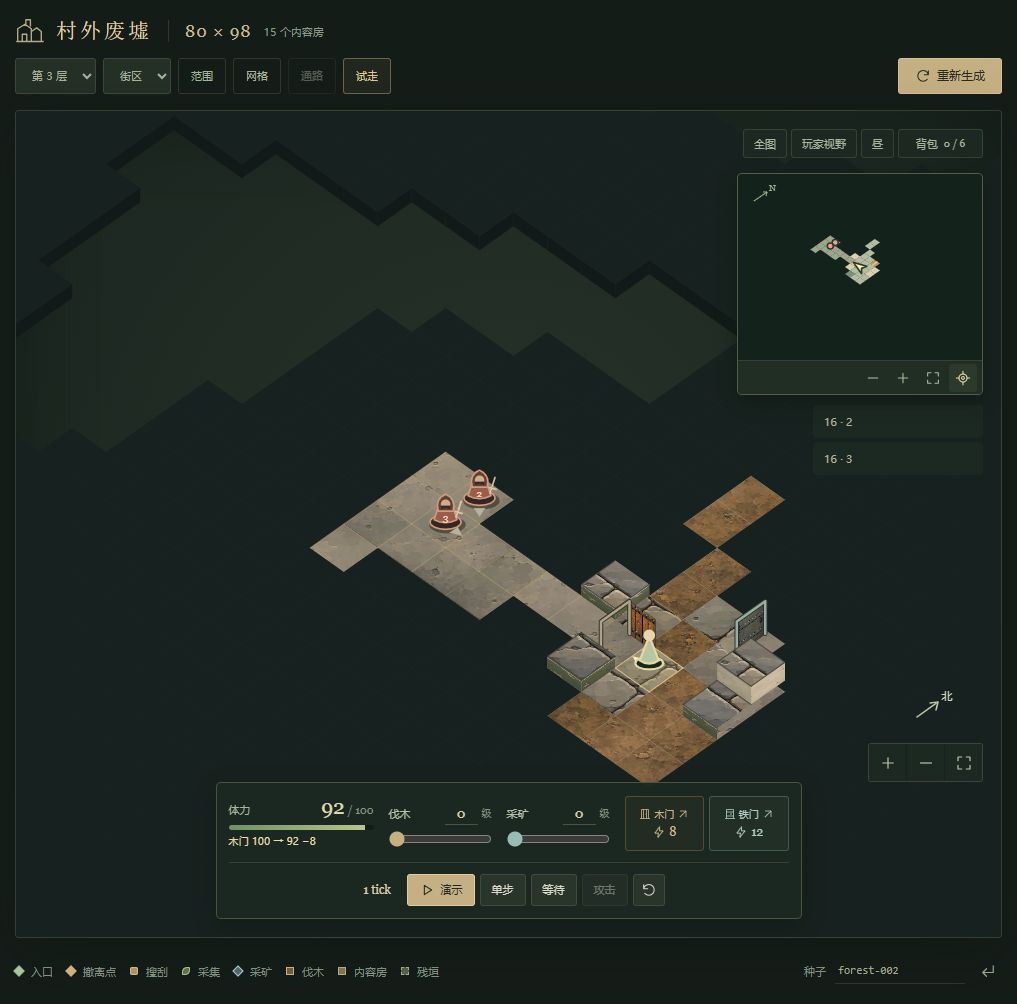 村外废墟 80 × 98 15 个内容房
第 3 层 街区 范围 网格 通路 试走 重新生成
全图 玩家视野 昼 背包 0 / 6
N
16 · 2
16 · 3
2
3
北
体力 92 / 100 伐木 0 级 采矿 0 级 木门 ↗ 8 铁门 ↗ 12
木门 100 → 92 −8
1 tick 演示 单步 等待 攻击
入口 撤离点 搜刮 采集 采矿 伐木 内容房 残垣 种子 forest-002